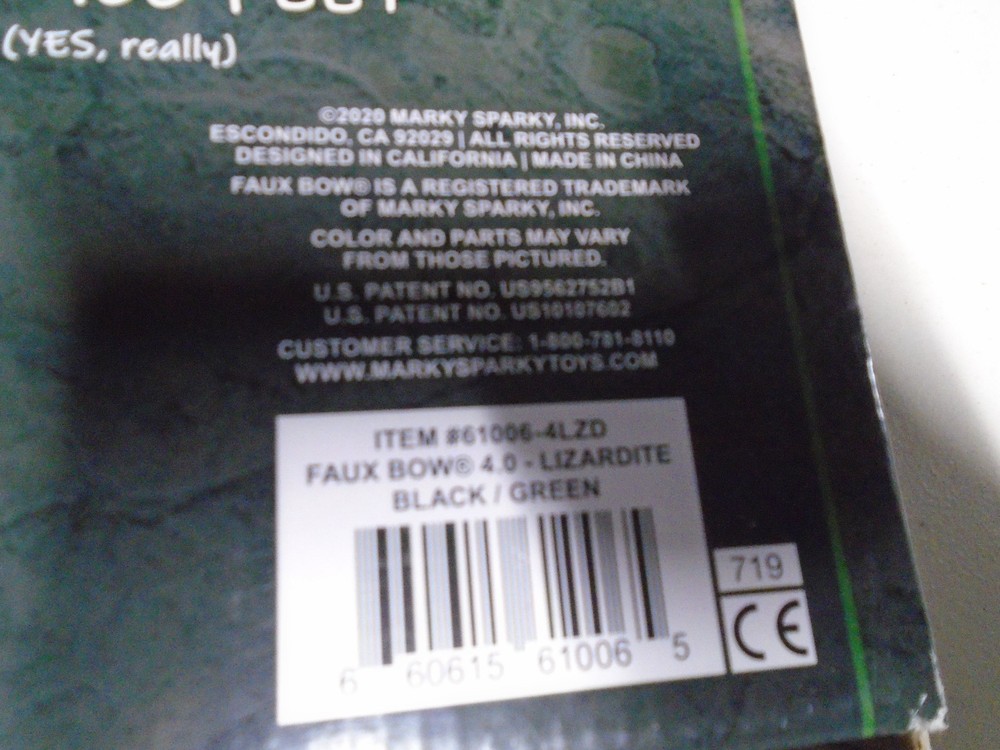 (YES, really)
©2020 MARKY SPARKY, INC.
ESCONDIDO, CA 92029 | ALL RIGHTS RESERVED
DESIGNED IN CALIFORNIA | MADE IN CHINA
FAUX BOW® IS A REGISTERED TRADEMARK
OF MARKY SPARKY, INC.
COLOR AND PARTS MAY VARY
FROM THOSE PICTURED.
U.S. PATENT NO. US9562752B1
U.S. PATENT NO. US10107602
CUSTOMER SERVICE: 1-800-781-8110
WWW.MARKYSPARKYTOYS.COM
ITEM #61006-4LZD
FAUX BOW® 4.0 - LIZARDITE
BLACK / GREEN
6 60615 61006 5
719
CE